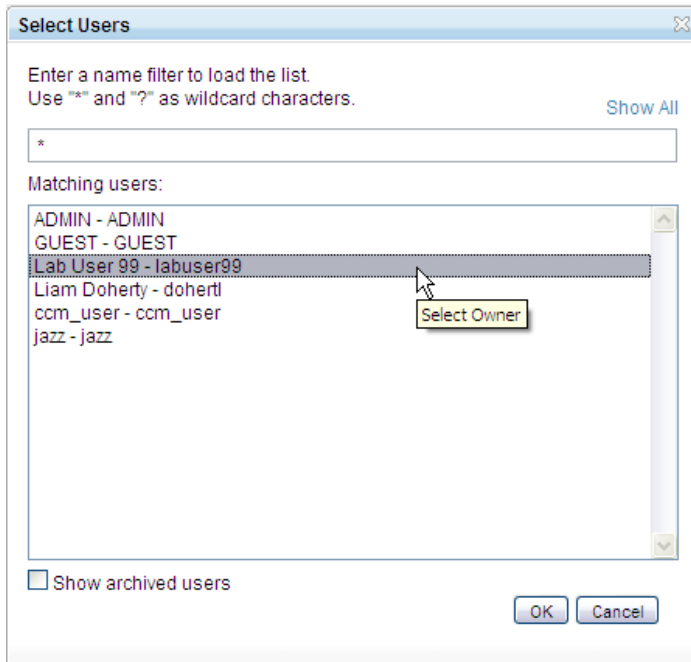 Select Users
Enter a name filter to load the list.
Use "*" and "?" as wildcard characters.
Show All
*
Matching users:
ADMIN - ADMIN
GUEST - GUEST
Lab User 99 - labuser99
Liam Doherty - dohertl
ccm_user - ccm_user
Select Owner
jazz - jazz
Show archived users
OK Cancel